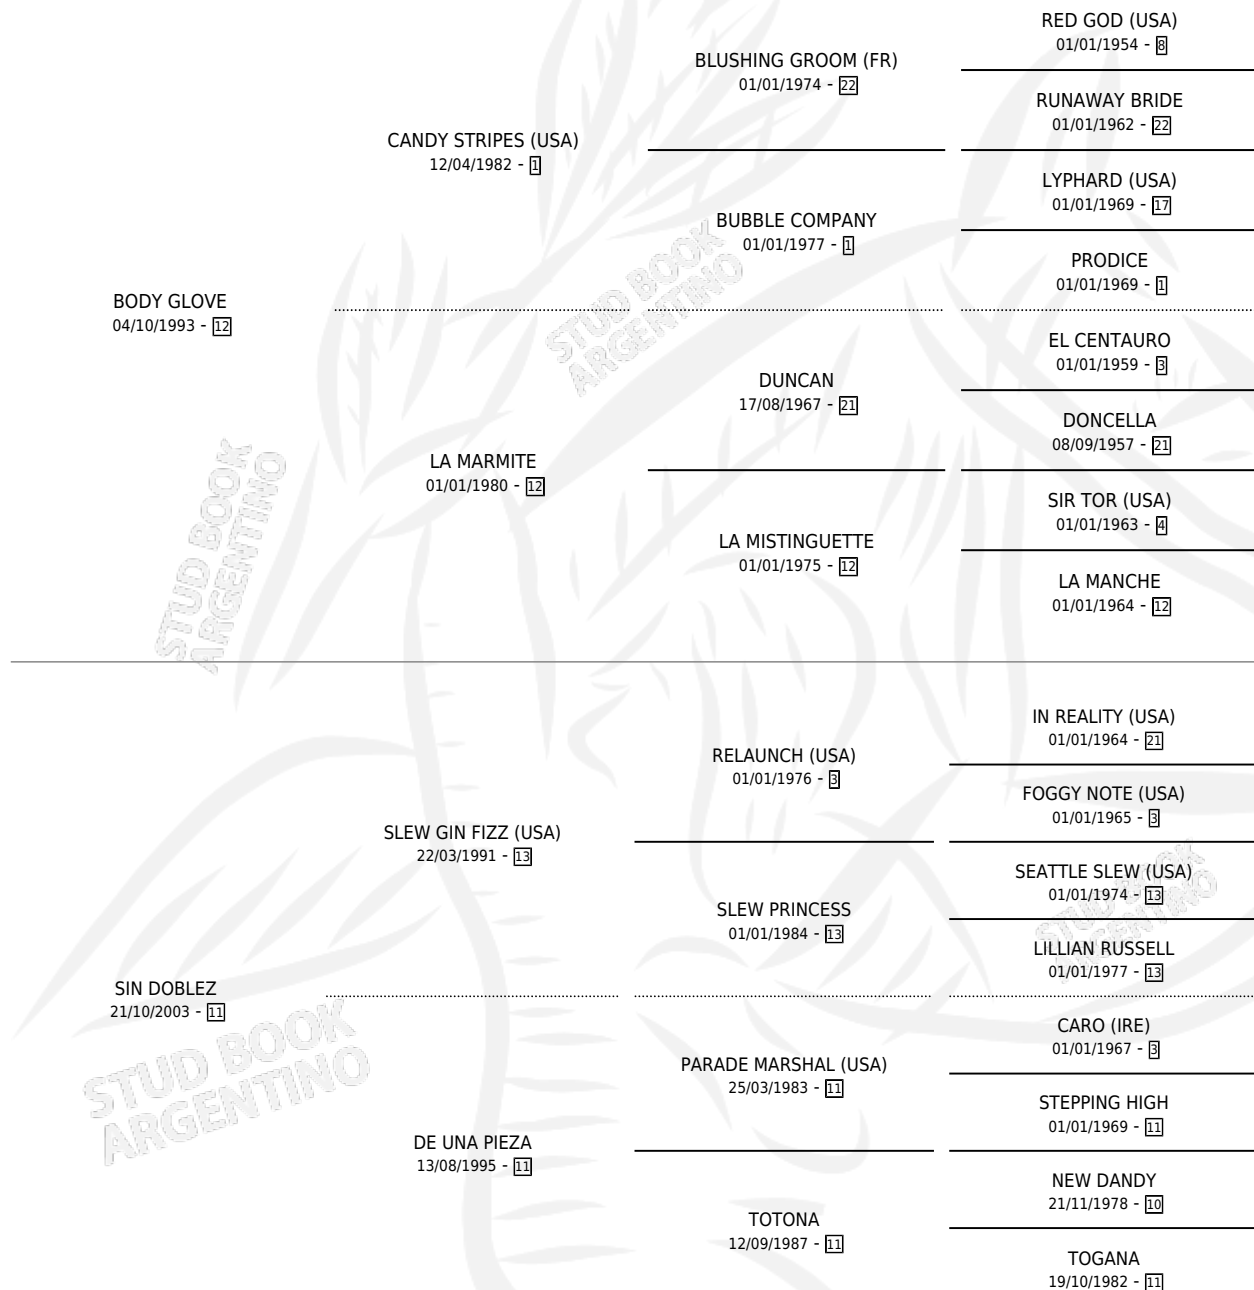 RED GOD (USA)
01/01/1954 - 8
BLUSHING GROOM (FR)
01/01/1974 - 22
RUNAWAY BRIDE
01/01/1962 - 22
CANDY STRIPES (USA)
12/04/1982 - 1
LYPHARD (USA)
01/01/1969 - 17
BUBBLE COMPANY
01/01/1977 - 1
PRODICE
01/01/1969 - 1
BODY GLOVE
04/10/1993 - 12
EL CENTAURO
01/01/1959 - 3
DUNCAN
17/08/1967 - 21
DONCELLA
08/09/1957 - 21
LA MARMITE
01/01/1980 - 12
SIR TOR (USA)
01/01/1963 - 4
LA MISTINGUETTE
01/01/1975 - 12
LA MANCHE
01/01/1964 - 12
IN REALITY (USA)
01/01/1964 - 21
RELAUNCH (USA)
01/01/1976 - 3
FOGGY NOTE (USA)
01/01/1965 - 3
SLEW GIN FIZZ (USA)
22/03/1991 - 13
SEATTLE SLEW (USA)
01/01/1974 - 13
SLEW PRINCESS
01/01/1984 - 13
LILLIAN RUSSELL
01/01/1977 - 13
SIN DOBLEZ
21/10/2003 - 11
CARO (IRE)
01/01/1967 - 3
PARADE MARSHAL (USA)
25/03/1983 - 11
STEPPING HIGH
01/01/1969 - 11
DE UNA PIEZA
13/08/1995 - 11
NEW DANDY
21/11/1978 - 10
TOTONA
12/09/1987 - 11
TOGANA
19/10/1982 - 11
STUD BOOK
ARGENTINO
STUD BOOK
ARGENTINO
STUD BOOK
ARGENTINO
STUD BOOK
ARGENTINO